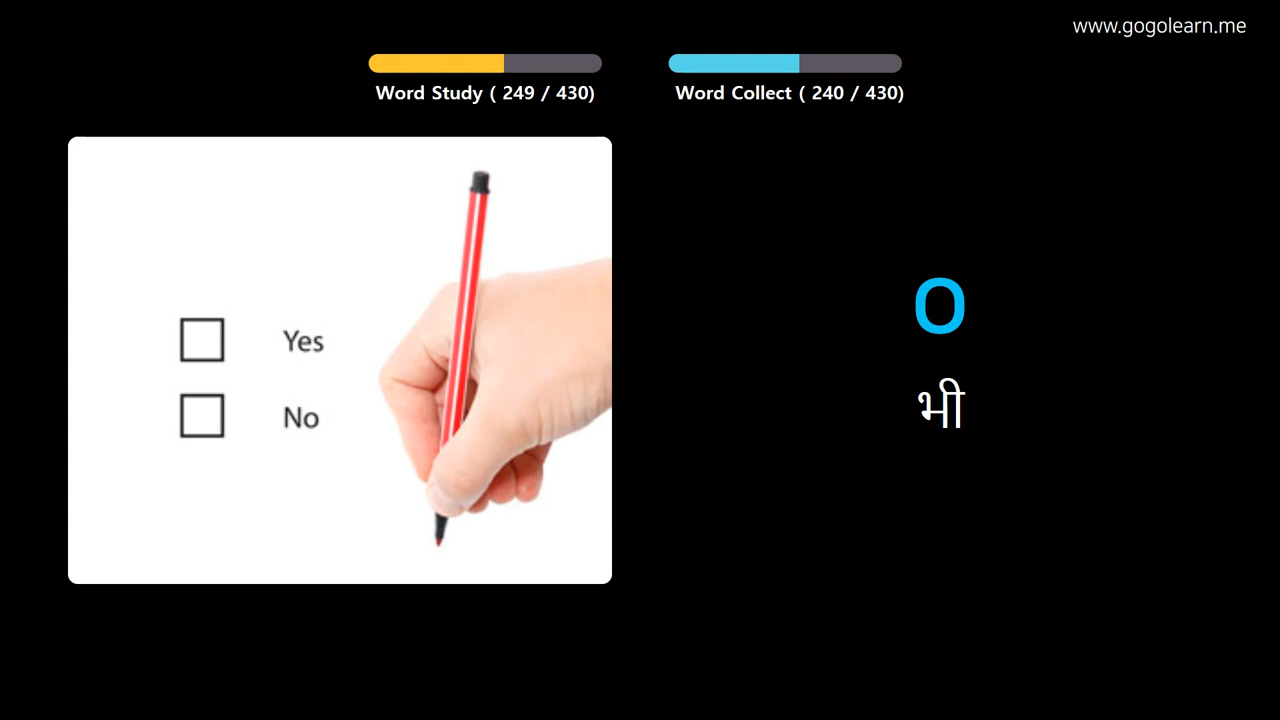 www.gogolearn.me
Word Study ( 249 / 430)
Word Collect ( 240 / 430)
Yes
No
O
भी